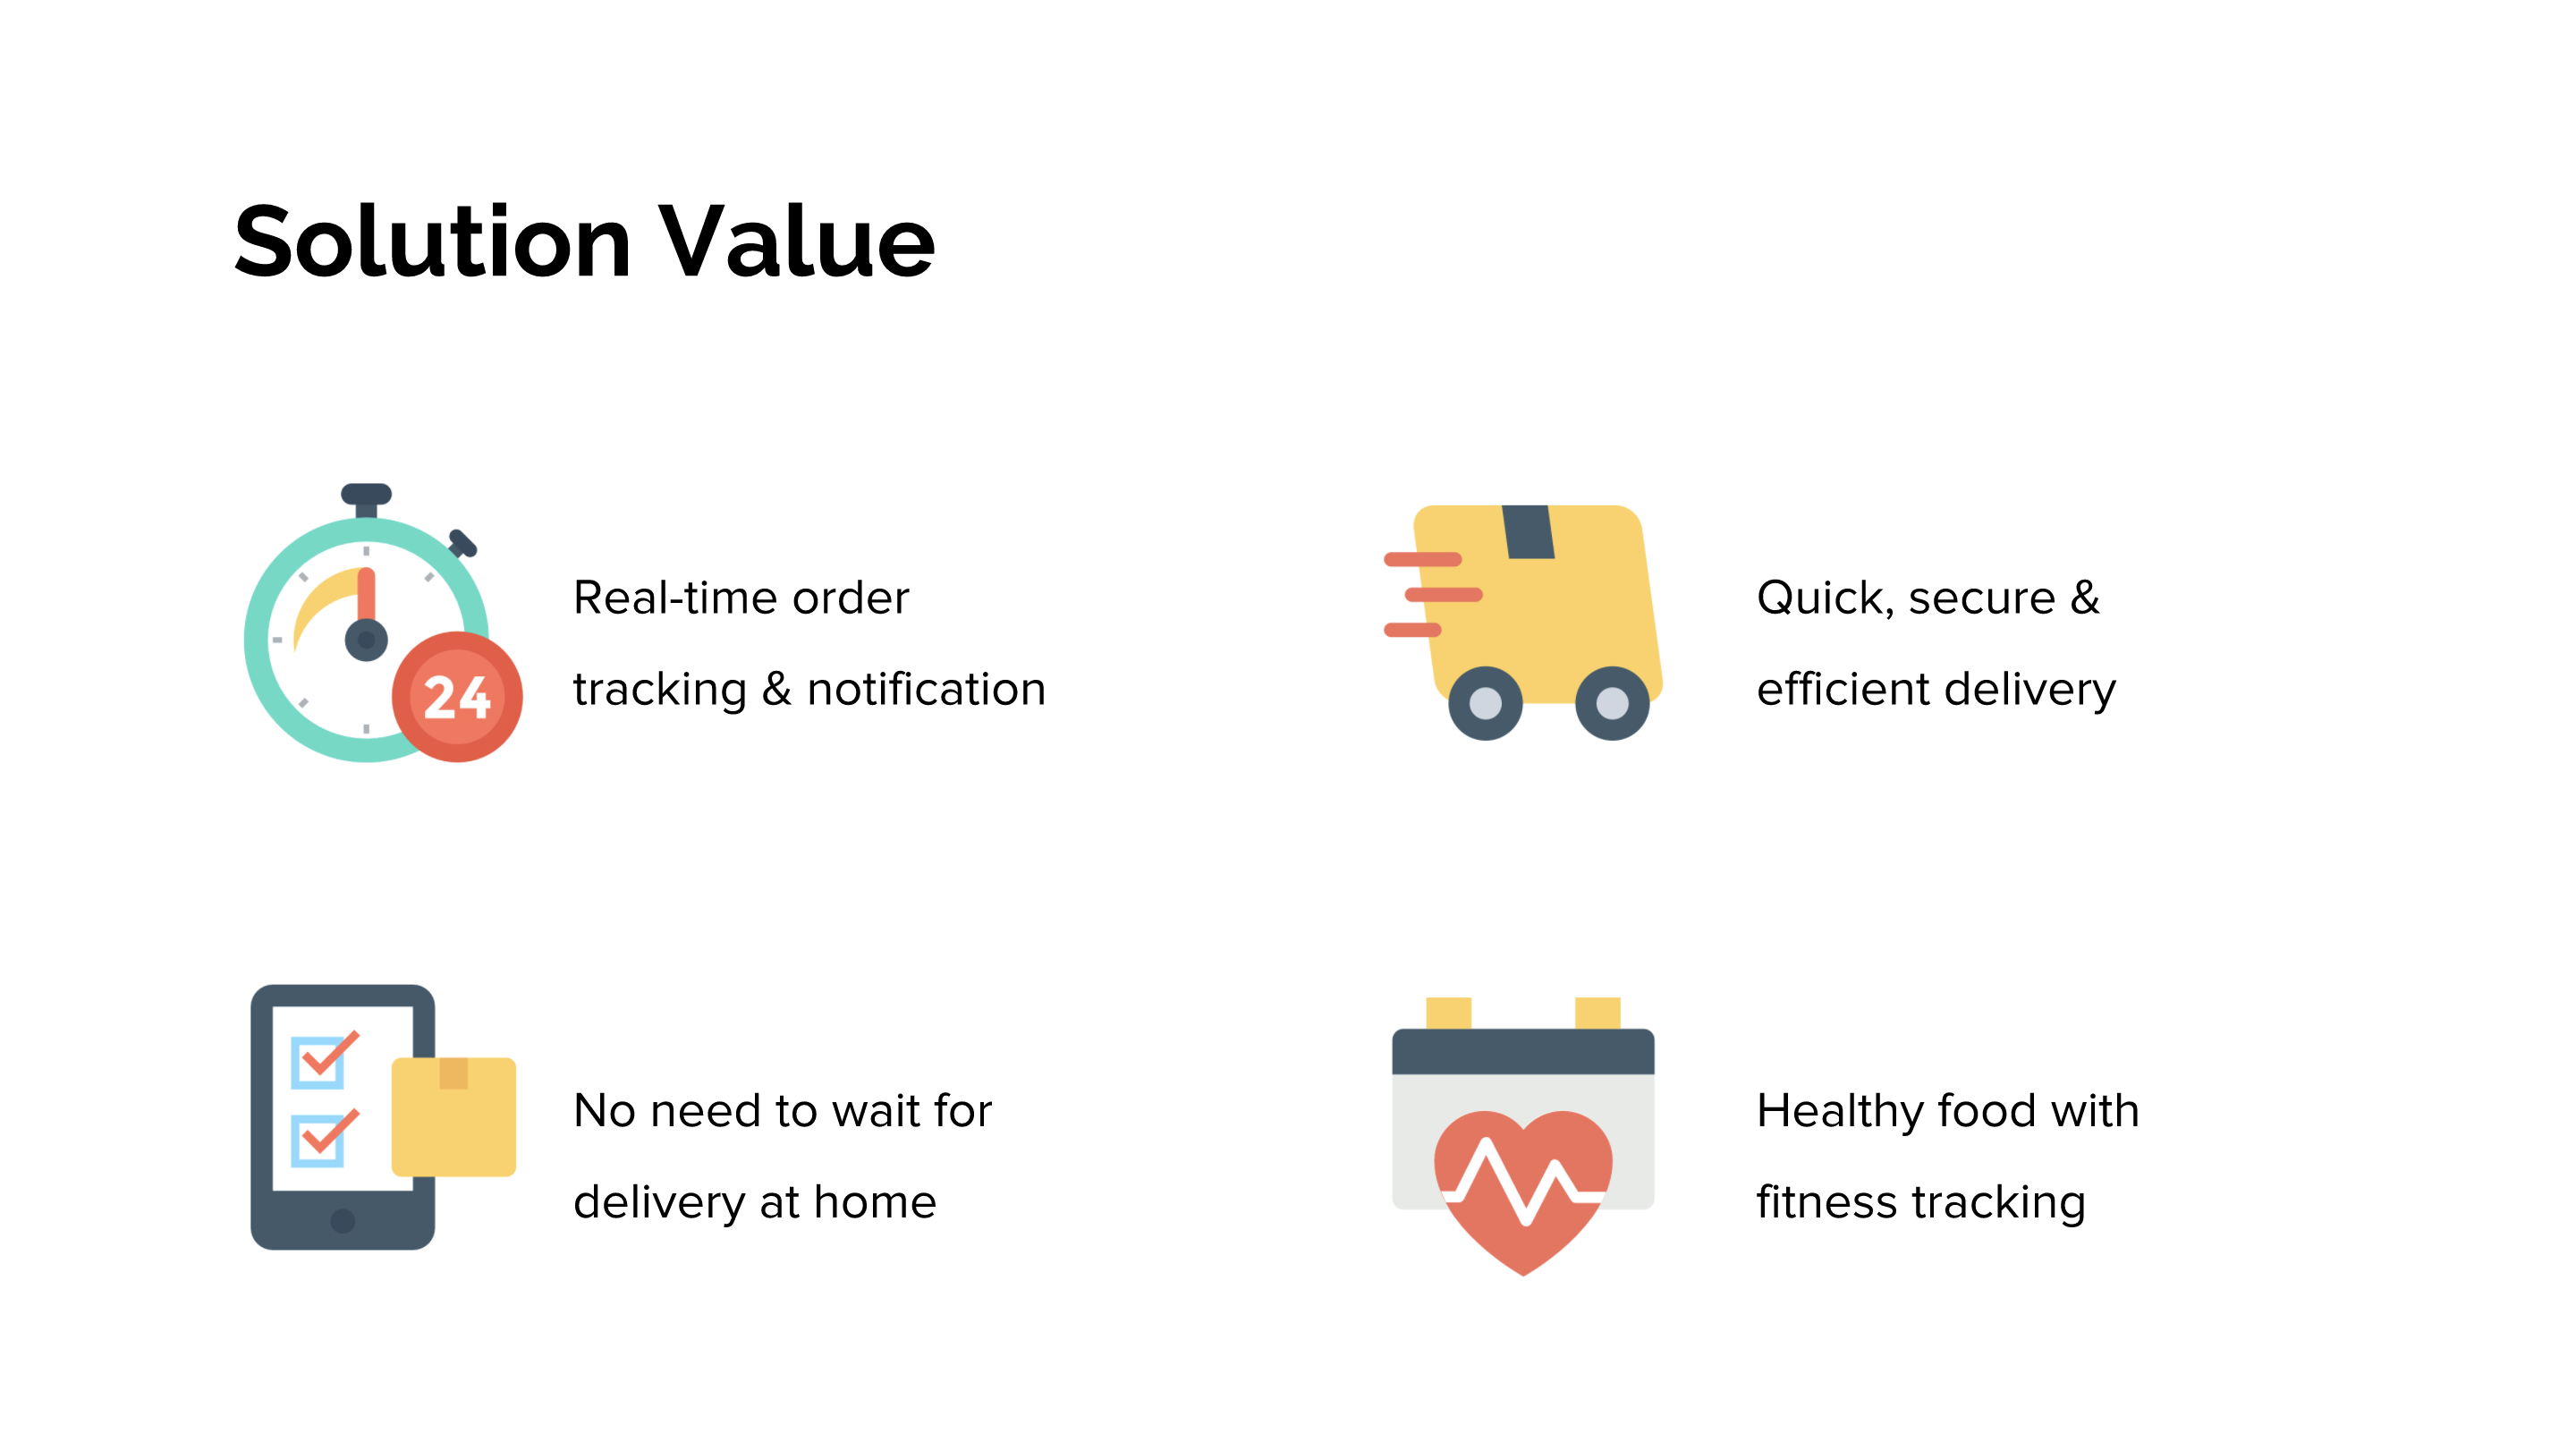 Solution Value
Real-time order
tracking & notification
24
Quick, secure &
efficient delivery
No need to wait for
delivery at home
Healthy food with
fitness tracking